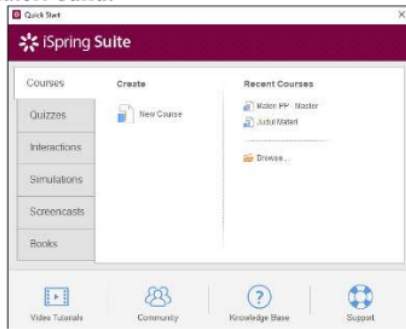 Quick Start
iSpring Suite
Courses
Quizzes
Interactions
Simulations
Screencasts
Books
Create
New Course
Recent Courses
Materi PP - Master
Judul Materi
Browse...
Video Tutorials
Community
Knowledge Base
Support